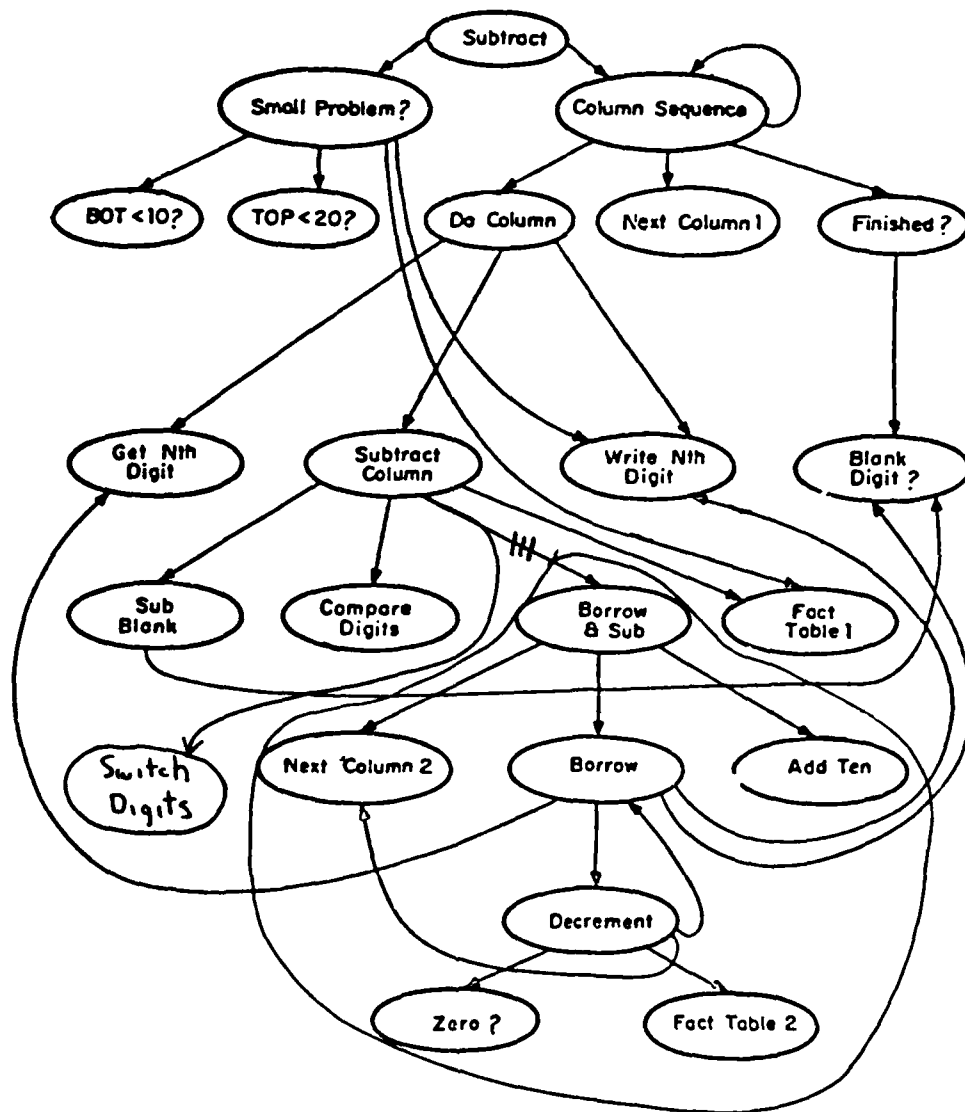 Subtract
Small Problem?
Column Sequence
BOT<10?
TOP<20?
Do Column
Next Column 1
Finished?
Get Nth
Digit
Subtract
Column
Write Nth
Digit
Blank
Digit?
Sub
Blank
Compare
Digits
Borrow
& Sub
Fact
Table 1
Switch
Digits
Next Column 2
Borrow
Add Ten
Decrement
Zero?
Fact Table 2